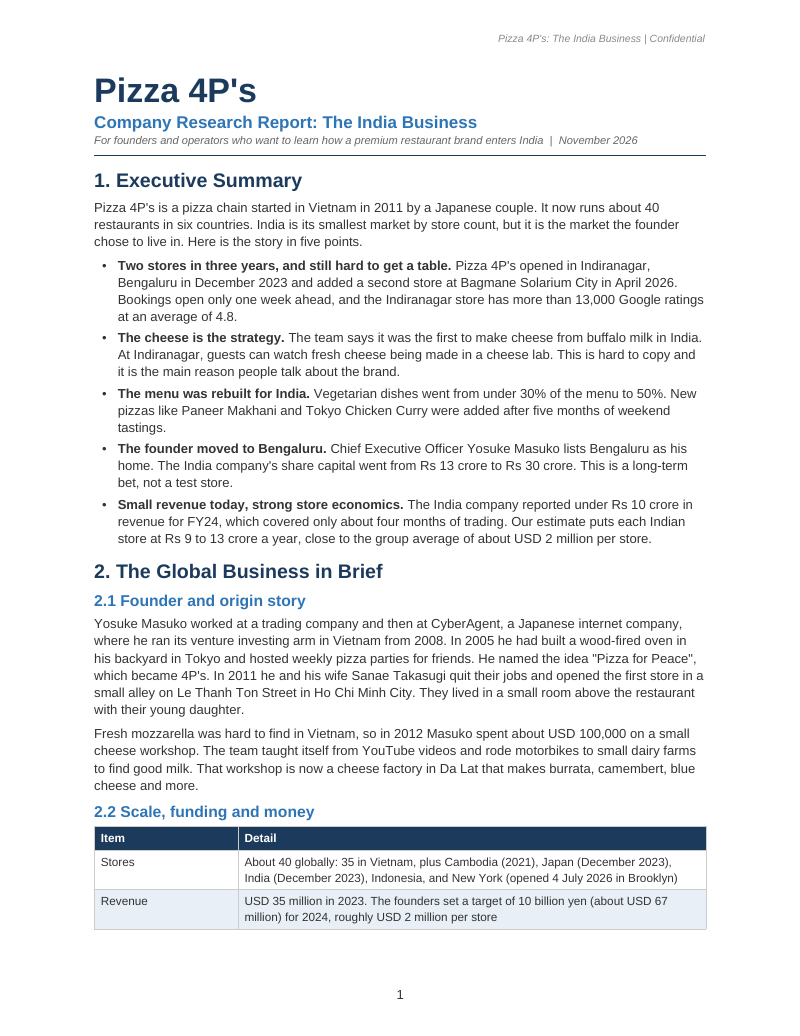 Pizza 4P's: The India Business | Confidential
Pizza 4P's
Company Research Report: The India Business
For founders and operators who want to learn how a premium restaurant brand enters India | November 2026
1. Executive Summary
Pizza 4P's is a pizza chain started in Vietnam in 2011 by a Japanese couple. It now runs about 40
restaurants in six countries. India is its smallest market by store count, but it is the market the founder
chose to live in. Here is the story in five points.
• Two stores in three years, and still hard to get a table. Pizza 4P's opened in Indiranagar,
Bengaluru in December 2023 and added a second store at Bagmane Solarium City in April 2026.
Bookings open only one week ahead, and the Indiranagar store has more than 13,000 Google ratings
at an average of 4.8.
• The cheese is the strategy. The team says it was the first to make cheese from buffalo milk in India.
At Indiranagar, guests can watch fresh cheese being made in a cheese lab. This is hard to copy and
it is the main reason people talk about the brand.
• The menu was rebuilt for India. Vegetarian dishes went from under 30% of the menu to 50%. New
pizzas like Paneer Makhani and Tokyo Chicken Curry were added after five months of weekend
tastings.
• The founder moved to Bengaluru. Chief Executive Officer Yosuke Masuko lists Bengaluru as his
home. The India company's share capital went from Rs 13 crore to Rs 30 crore. This is a long-term
bet, not a test store.
• Small revenue today, strong store economics. The India company reported under Rs 10 crore in
revenue for FY24, which covered only about four months of trading. Our estimate puts each Indian
store at Rs 9 to 13 crore a year, close to the group average of about USD 2 million per store.
2. The Global Business in Brief
2.1 Founder and origin story
Yosuke Masuko worked at a trading company and then at CyberAgent, a Japanese internet company,
where he ran its venture investing arm in Vietnam from 2008. In 2005 he had built a wood-fired oven in
his backyard in Tokyo and hosted weekly pizza parties for friends. He named the idea "Pizza for Peace",
which became 4P's. In 2011 he and his wife Sanae Takasugi quit their jobs and opened the first store in a
small alley on Le Thanh Ton Street in Ho Chi Minh City. They lived in a small room above the restaurant
with their young daughter.
Fresh mozzarella was hard to find in Vietnam, so in 2012 Masuko spent about USD 100,000 on a small
cheese workshop. The team taught itself from YouTube videos and rode motorbikes to small dairy farms
to find good milk. That workshop is now a cheese factory in Da Lat that makes burrata, camembert, blue
cheese and more.
2.2 Scale, funding and money
Item Detail
Stores About 40 globally: 35 in Vietnam, plus Cambodia (2021), Japan (December 2023),
India (December 2023), Indonesia, and New York (opened 4 July 2026 in Brooklyn)
Revenue USD 35 million in 2023. The founders set a target of 10 billion yen (about USD 67
million) for 2024, roughly USD 2 million per store
1